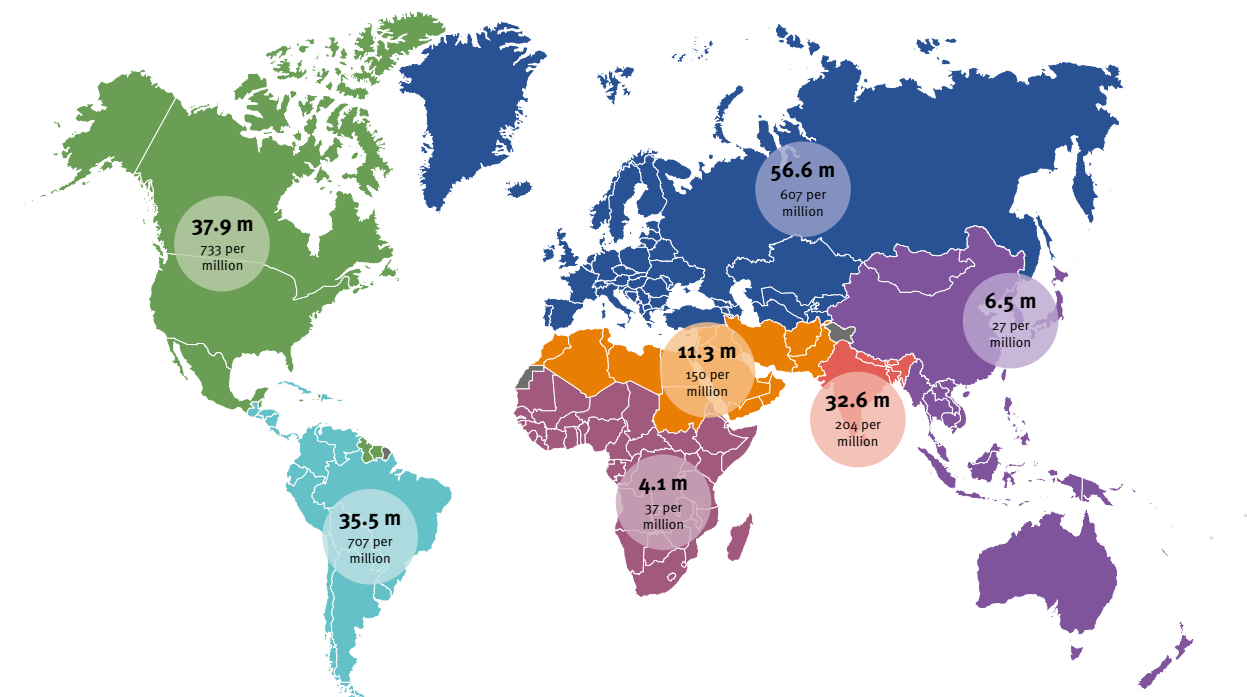 56.6 m
607 per
million
37.9 m
733 per
million
6.5 m
27 per
million
11.3 m
150 per
million
32.6 m
204 per
million
4.1 m
37 per
million
35.5 m
707 per
million